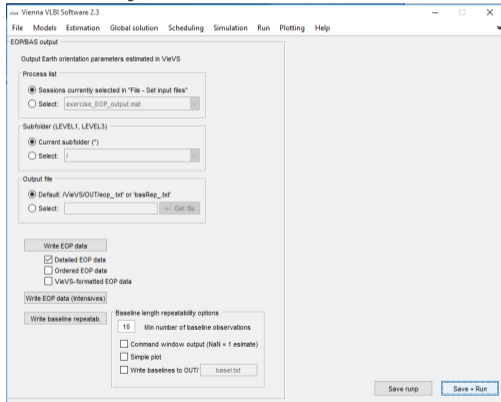 Vienna VLBI Software 2.3
File Models Estimation Global solution Scheduling Simulation Run Plotting Help
EOP/BAS output
Output Earth orientation parameters estimated in VieVS
Process list
Sessions currently selected in "File - Set input files"
Select: exercise_EOP_output.mat
Subfolder (LEVEL1, LEVEL3)
Current subfolder (")
Select: /
Output file
Default: /VieVS/OUT/eop_.txt' or 'basRep_.txt'
Select: <- Get file
Write EOP data
Detailed EOP data
Ordered EOP data
VieVS-formatted EOP data
Write EOP data (Intensives)
Write baseline repeatab.
Baseline length repeatability options
10 Min number of baseline observations
Command window output (NaN = 1 esimate)
Simple plot
Write baselines to OUT/ basel.txt
Save runp Save + Run